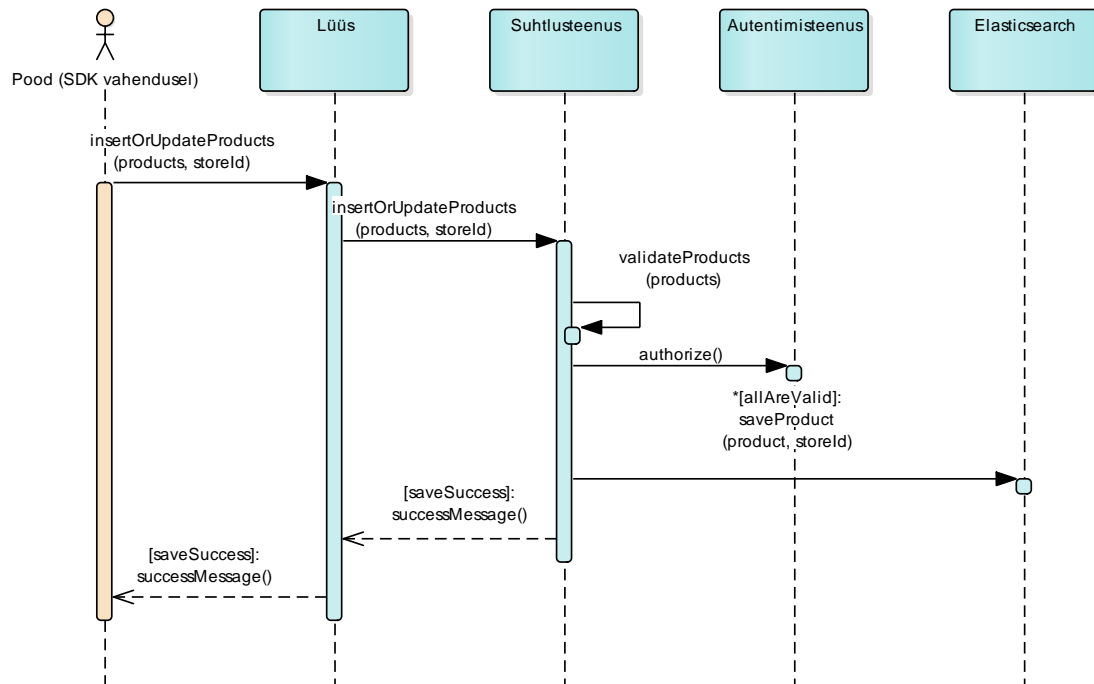 Lüüs
Suhtlusteenus
Autentimisteenus
Elasticsearch
Pood (SDK vahendusel)
insertOrUpdateProducts
(products, storeId)
insertOrUpdateProducts
(products, storeId)
validateProducts
(products)
authorize()
*[allAreValid]:
saveProduct
(product, storeId)
[saveSuccess]:
successMessage()
[saveSuccess]:
successMessage()